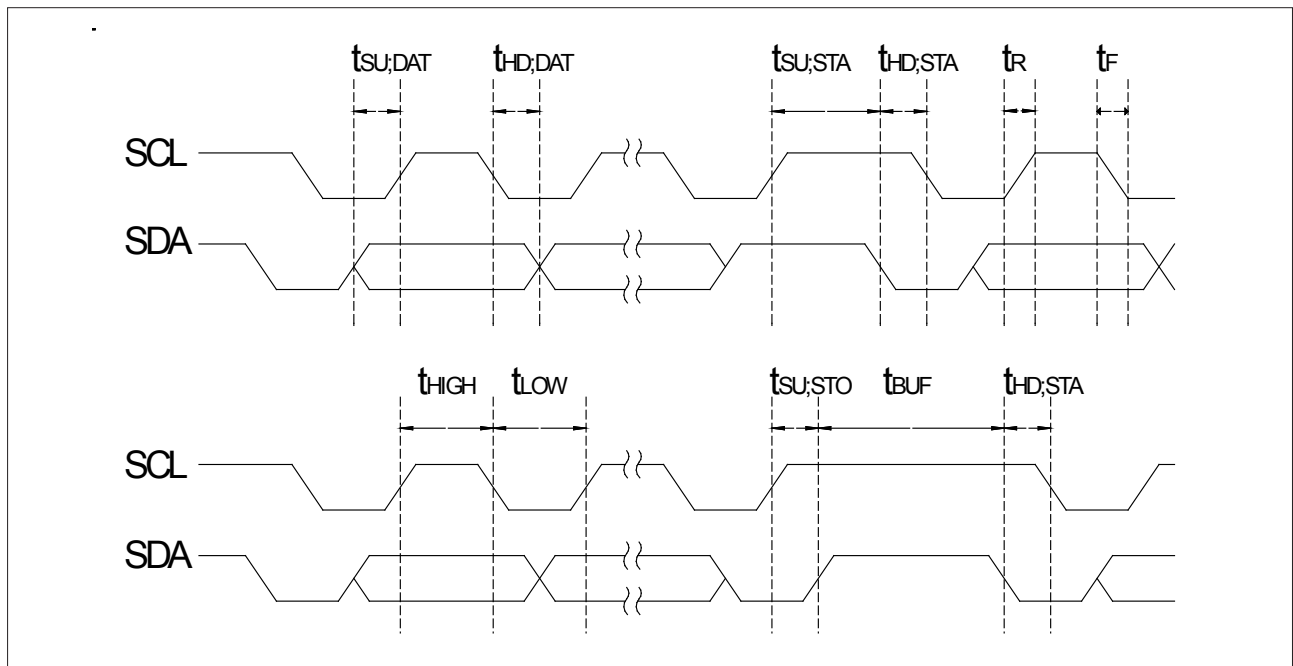 tSU;DAT tHD;DAT tSU;STA tHD;STA tR tF
SCL
SDA
tHIGH tLOW tSU;STO tBUF tHD;STA
SCL
SDA